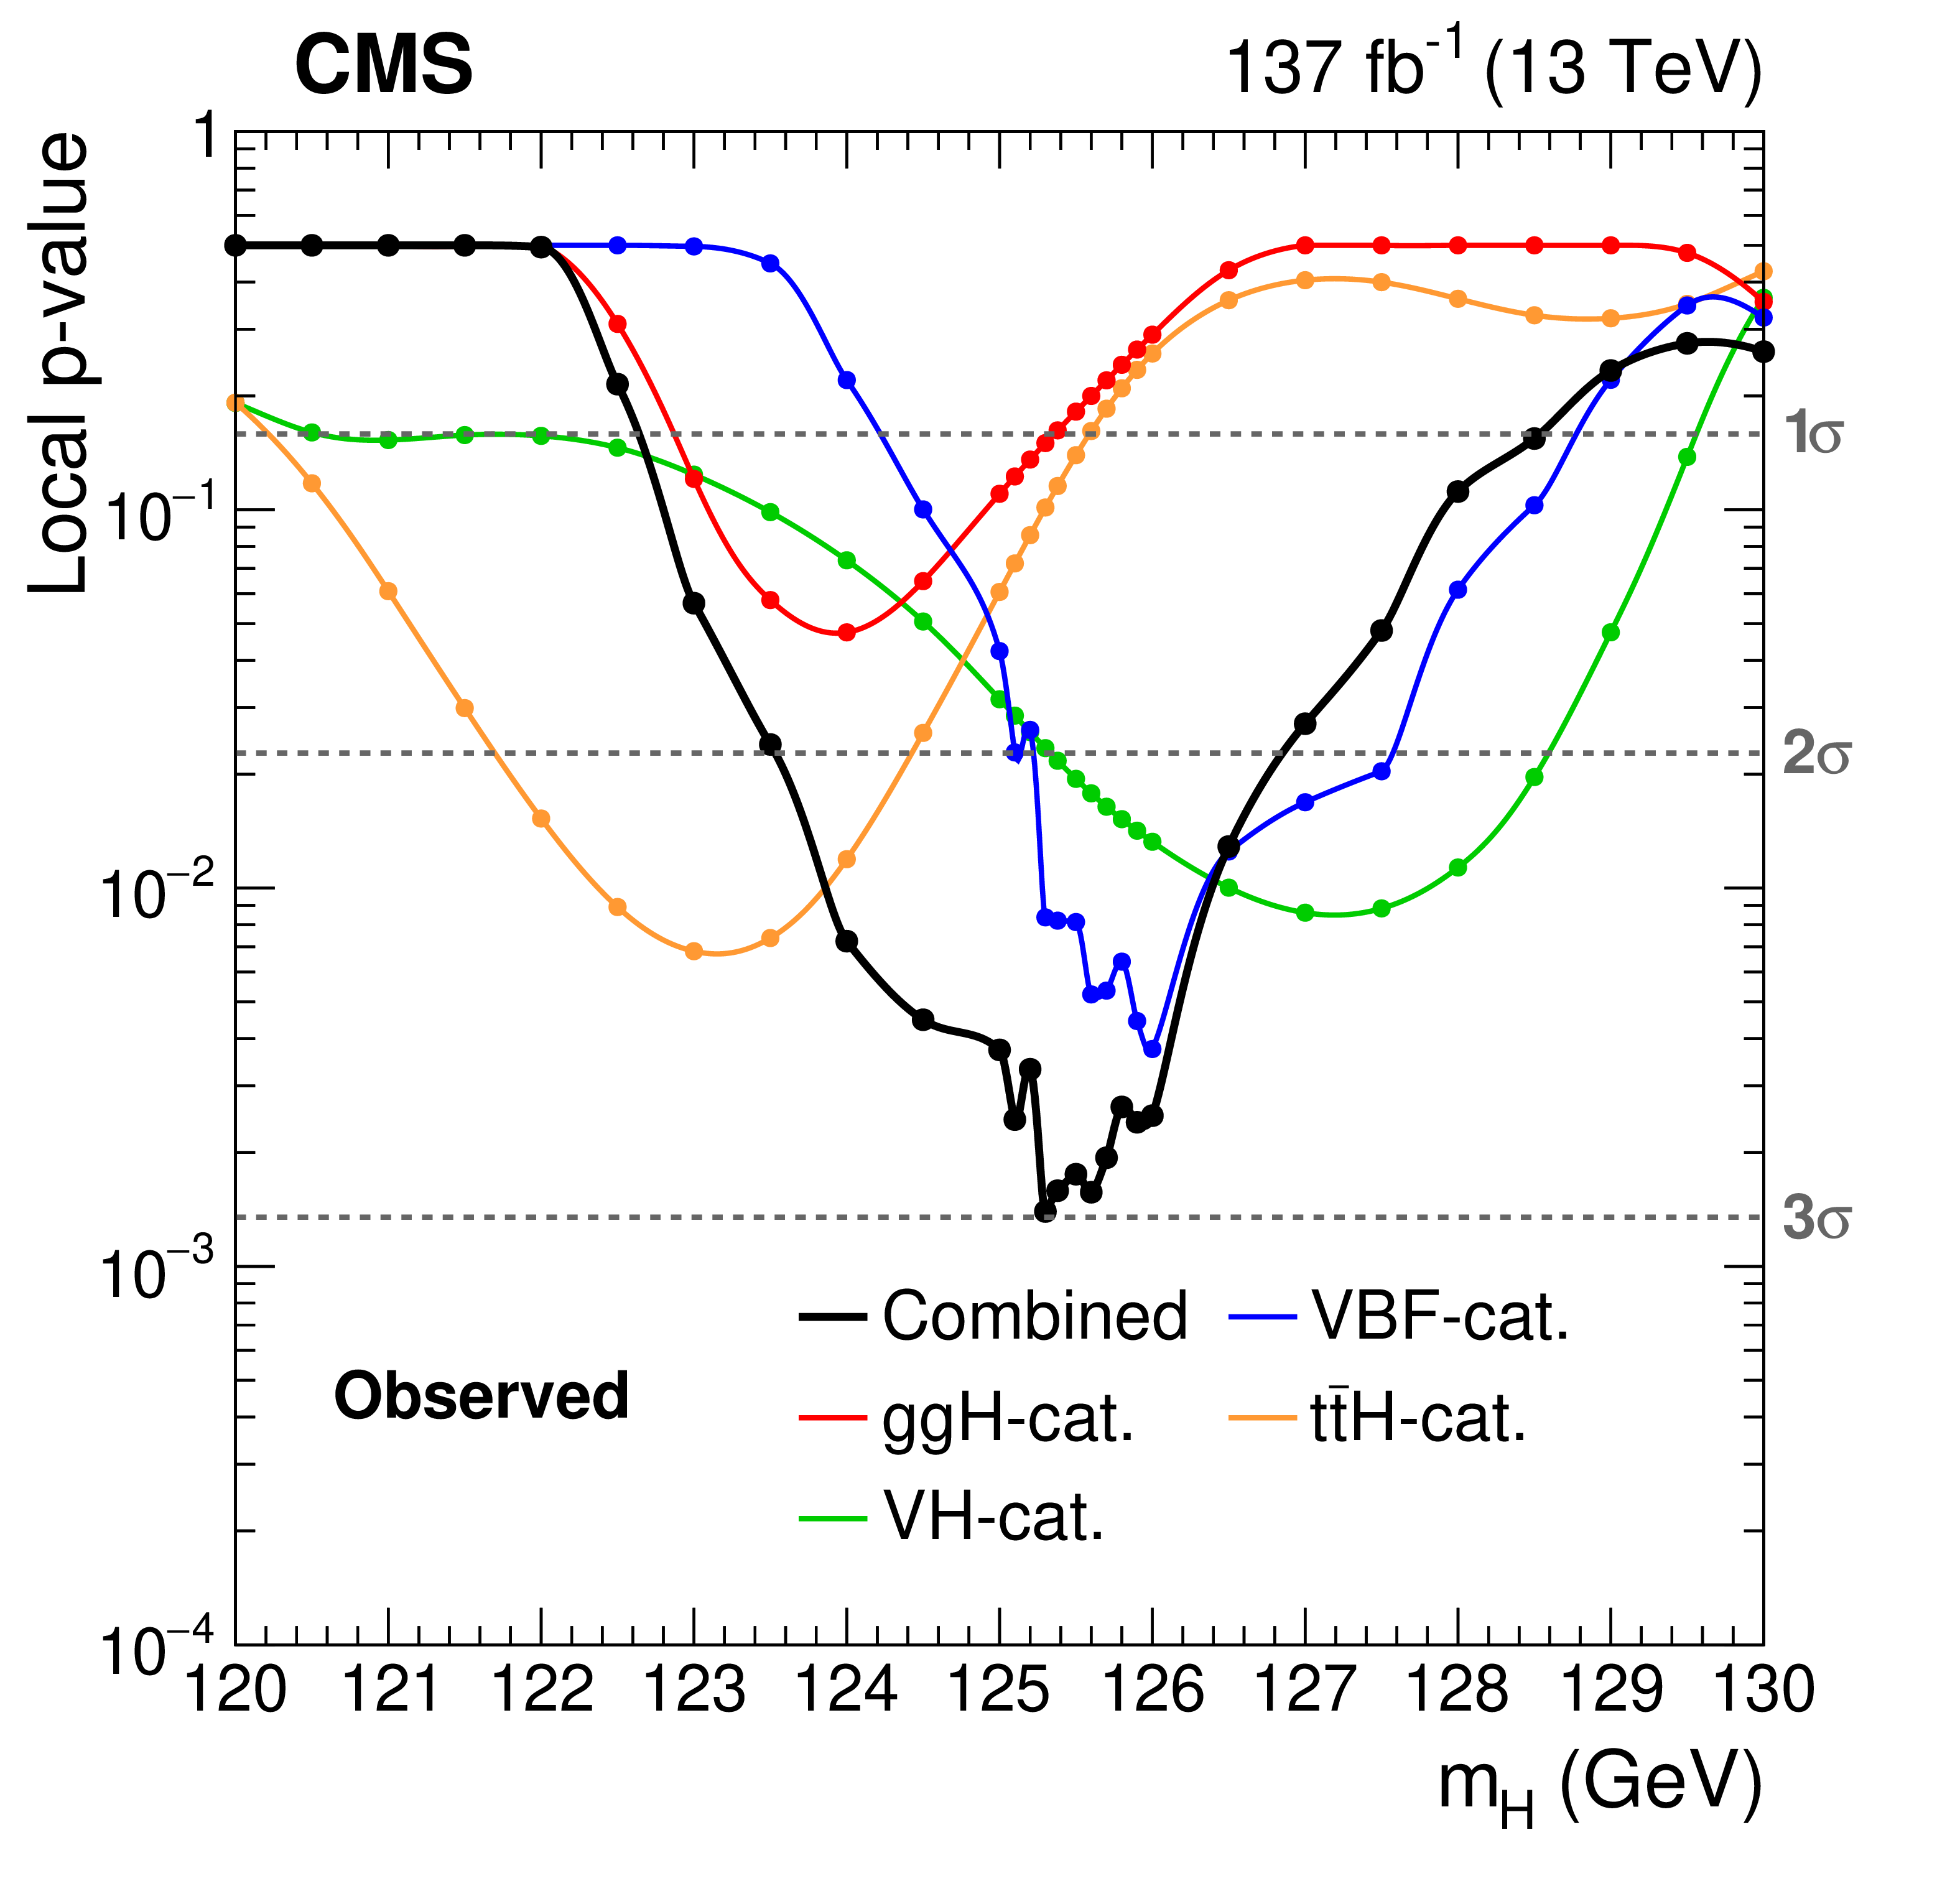 CMS 137 fb⁻¹ (13 TeV)
Local p-value
1
10⁻¹
10⁻²
10⁻³
10⁻⁴
1σ
2σ
3σ
Combined VBF-cat.
Observed
ggH-cat. tt̄H-cat.
VH-cat.
120 121 122 123 124 125 126 127 128 129 130
m_H (GeV)